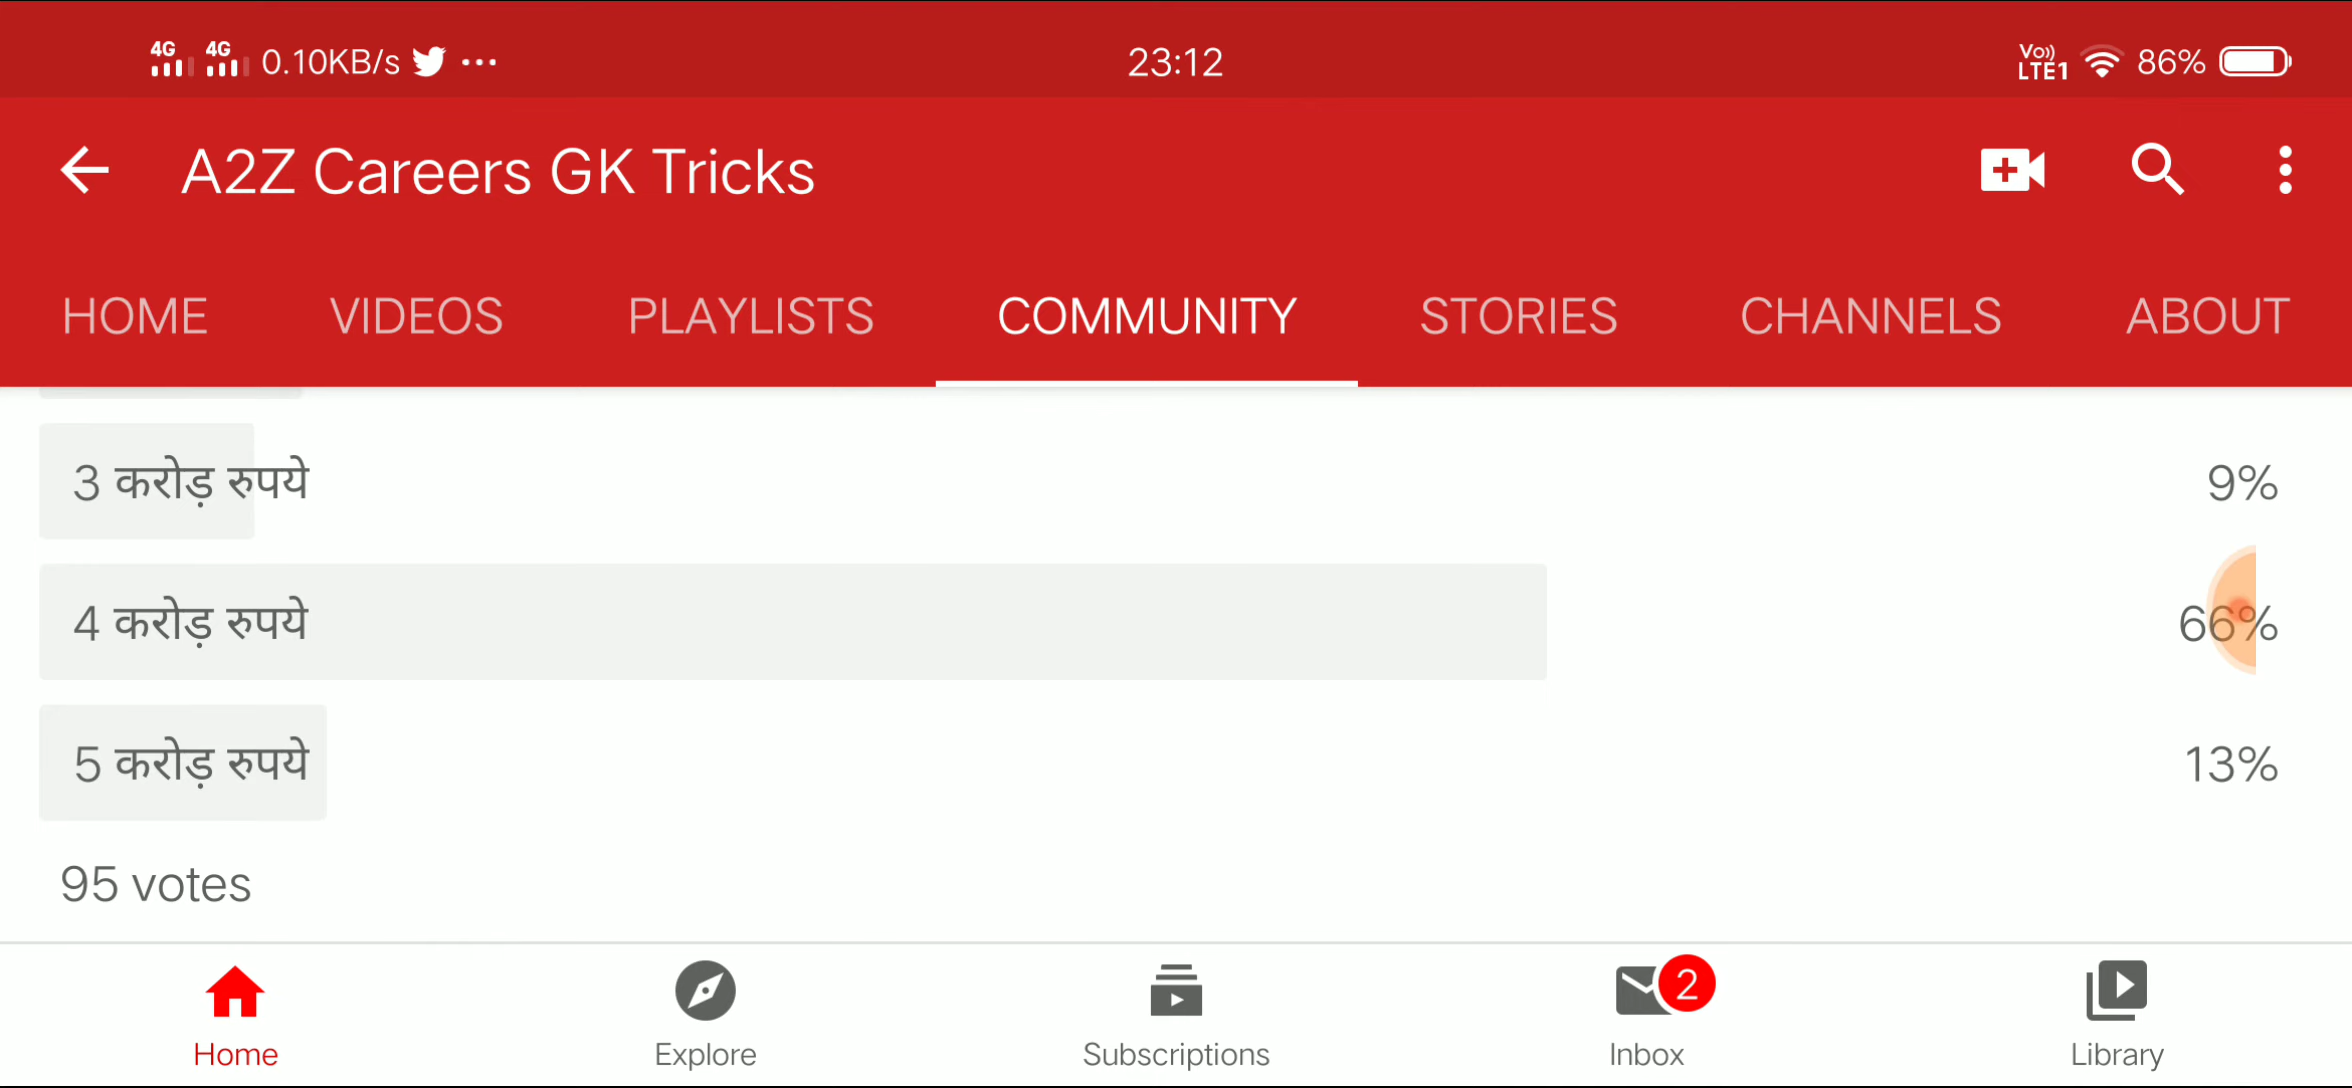 4G 4G 0.10KB/s ... 23:12 Vo)) LTE1 86%
A2Z Careers GK Tricks
HOME VIDEOS PLAYLISTS COMMUNITY STORIES CHANNELS ABOUT
3 करोड़ रुपये 9%
4 करोड़ रुपये 66%
5 करोड़ रुपये 13%
95 votes
2
Home Explore Subscriptions Inbox Library